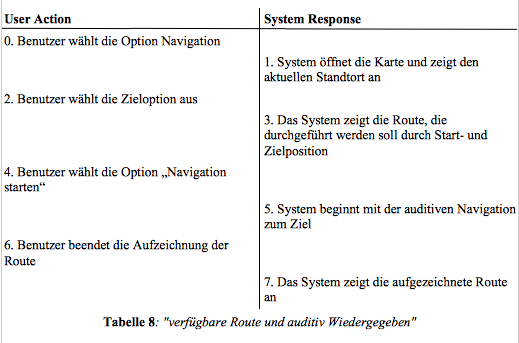 User Action
System Response
0. Benutzer wählt die Option Navigation
1. System öffnet die Karte und zeigt den
aktuellen Standtort an
2. Benutzer wählt die Zieloption aus
3. Das System zeigt die Route, die
durchgeführt werden soll durch Start- und
Zielposition
4. Benutzer wählt die Option „Navigation
starten“
5. System beginnt mit der auditiven Navigation
zum Ziel
6. Benutzer beendet die Aufzeichnung der
Route
7. Das System zeigt die aufgezeichnete Route
an
Tabelle 8: "verfügbare Route und auditiv Wiedergegeben"